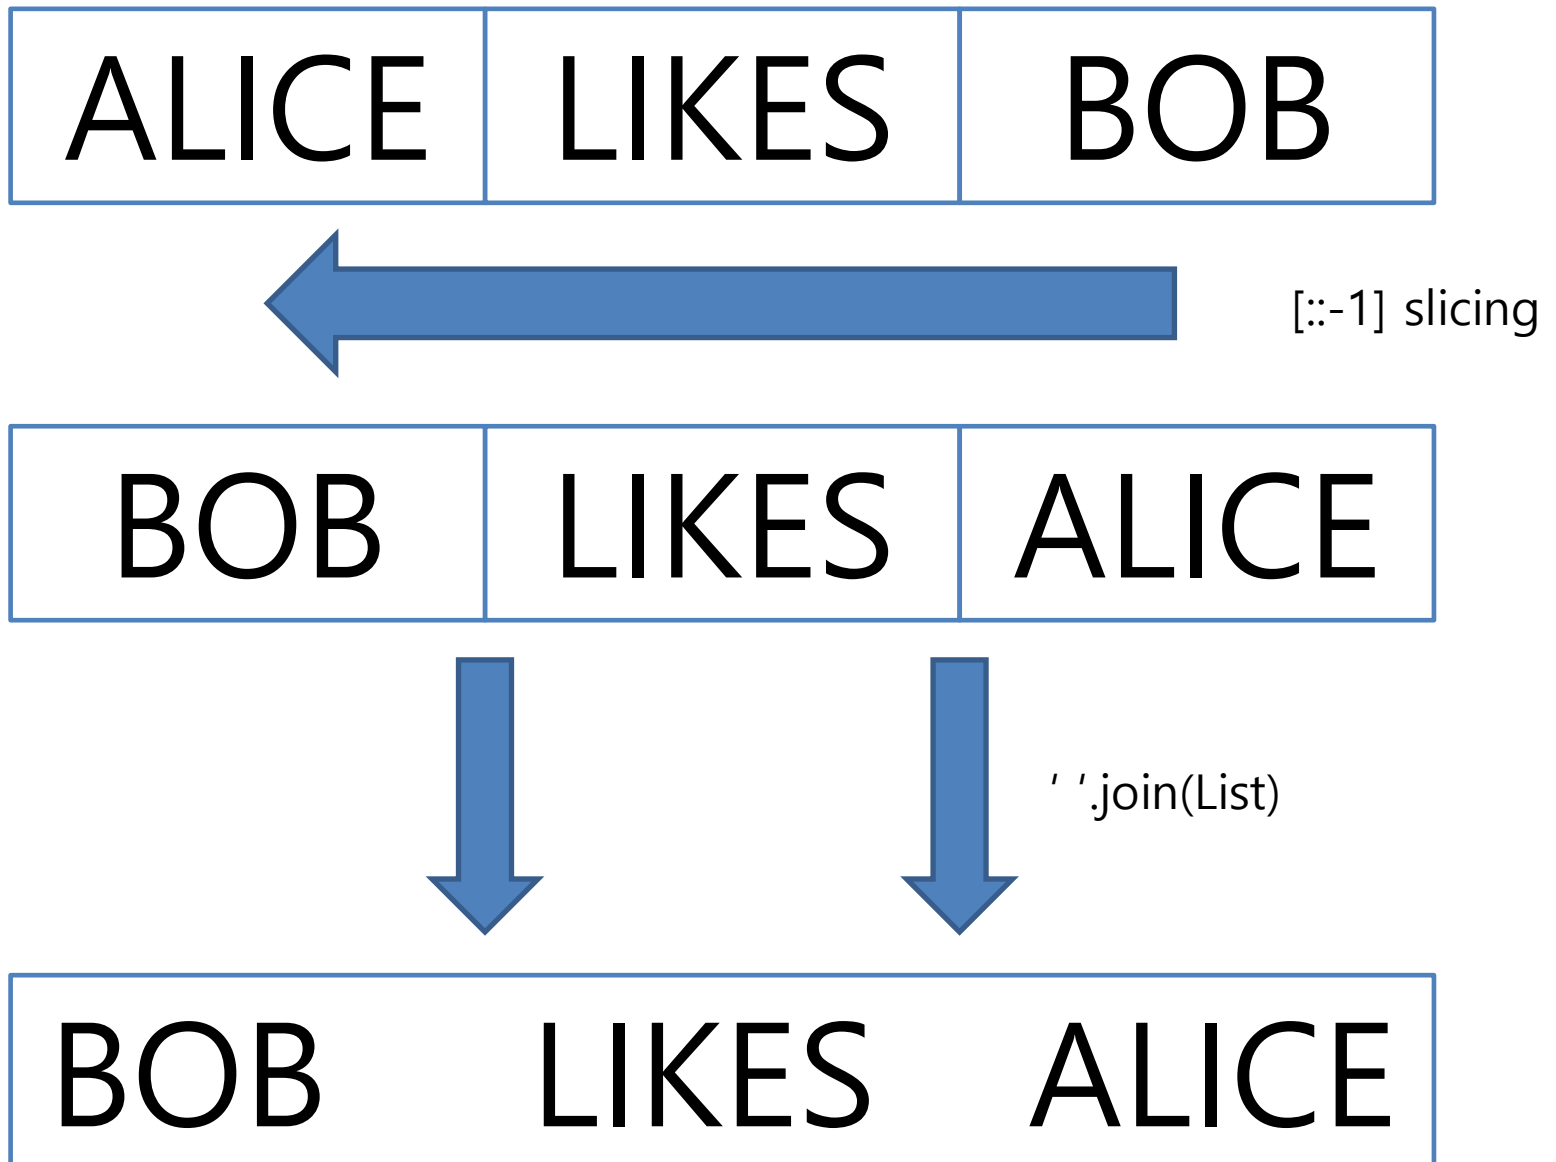 ALICE LIKES BOB
[::-1] slicing
BOB LIKES ALICE
‘ ‘.join(List)
BOB LIKES ALICE